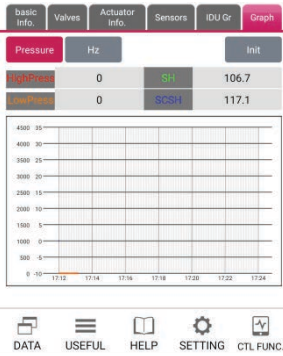 basic Info. Valves Actuator Info. Sensors IDU Gr Graph
Pressure Hz Init
HighPress 0 SH 106.7
LowPress 0 SCSH 117.1
4500 35
4000 30
3500 25
3000 20
2500 15
2000 10
1500 5
1000 0
500 -5
0 -10
17:12 17:14 17:16 17:18 17:20 17:22 17:24
DATA USEFUL HELP SETTING CTL FUNC.